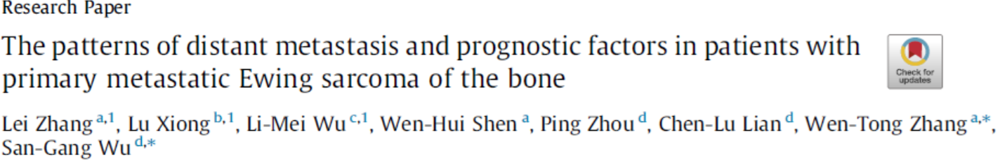 Research Paper
The patterns of distant metastasis and prognostic factors in patients with
primary metastatic Ewing sarcoma of the bone
Check for
updates
Lei Zhang a,1, Lu Xiong b,1, Li-Mei Wu c,1, Wen-Hui Shen a, Ping Zhou d, Chen-Lu Lian d, Wen-Tong Zhang a,*,
San-Gang Wu d,*